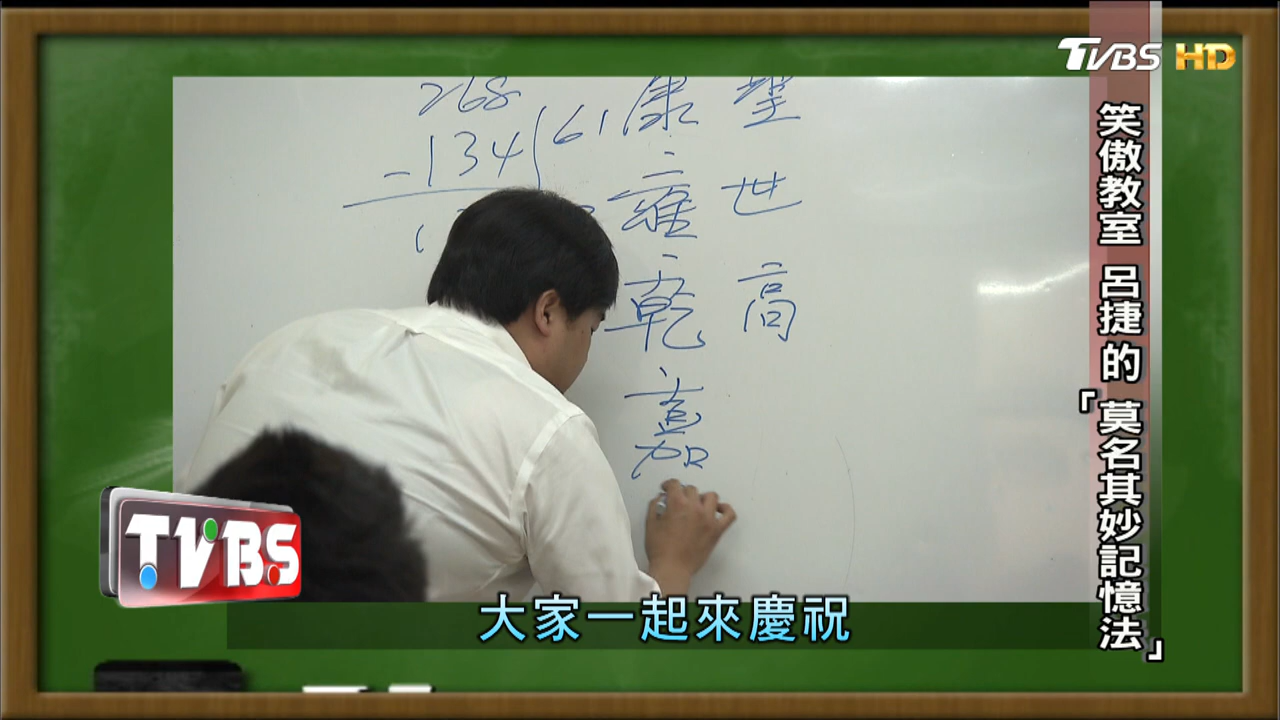 TVBS HD
笑傲教室 呂捷的「莫名其妙記憶法」
268
-134
61
康
雍
乾
嘉
聖
世
高
TVBS
大家一起來慶祝